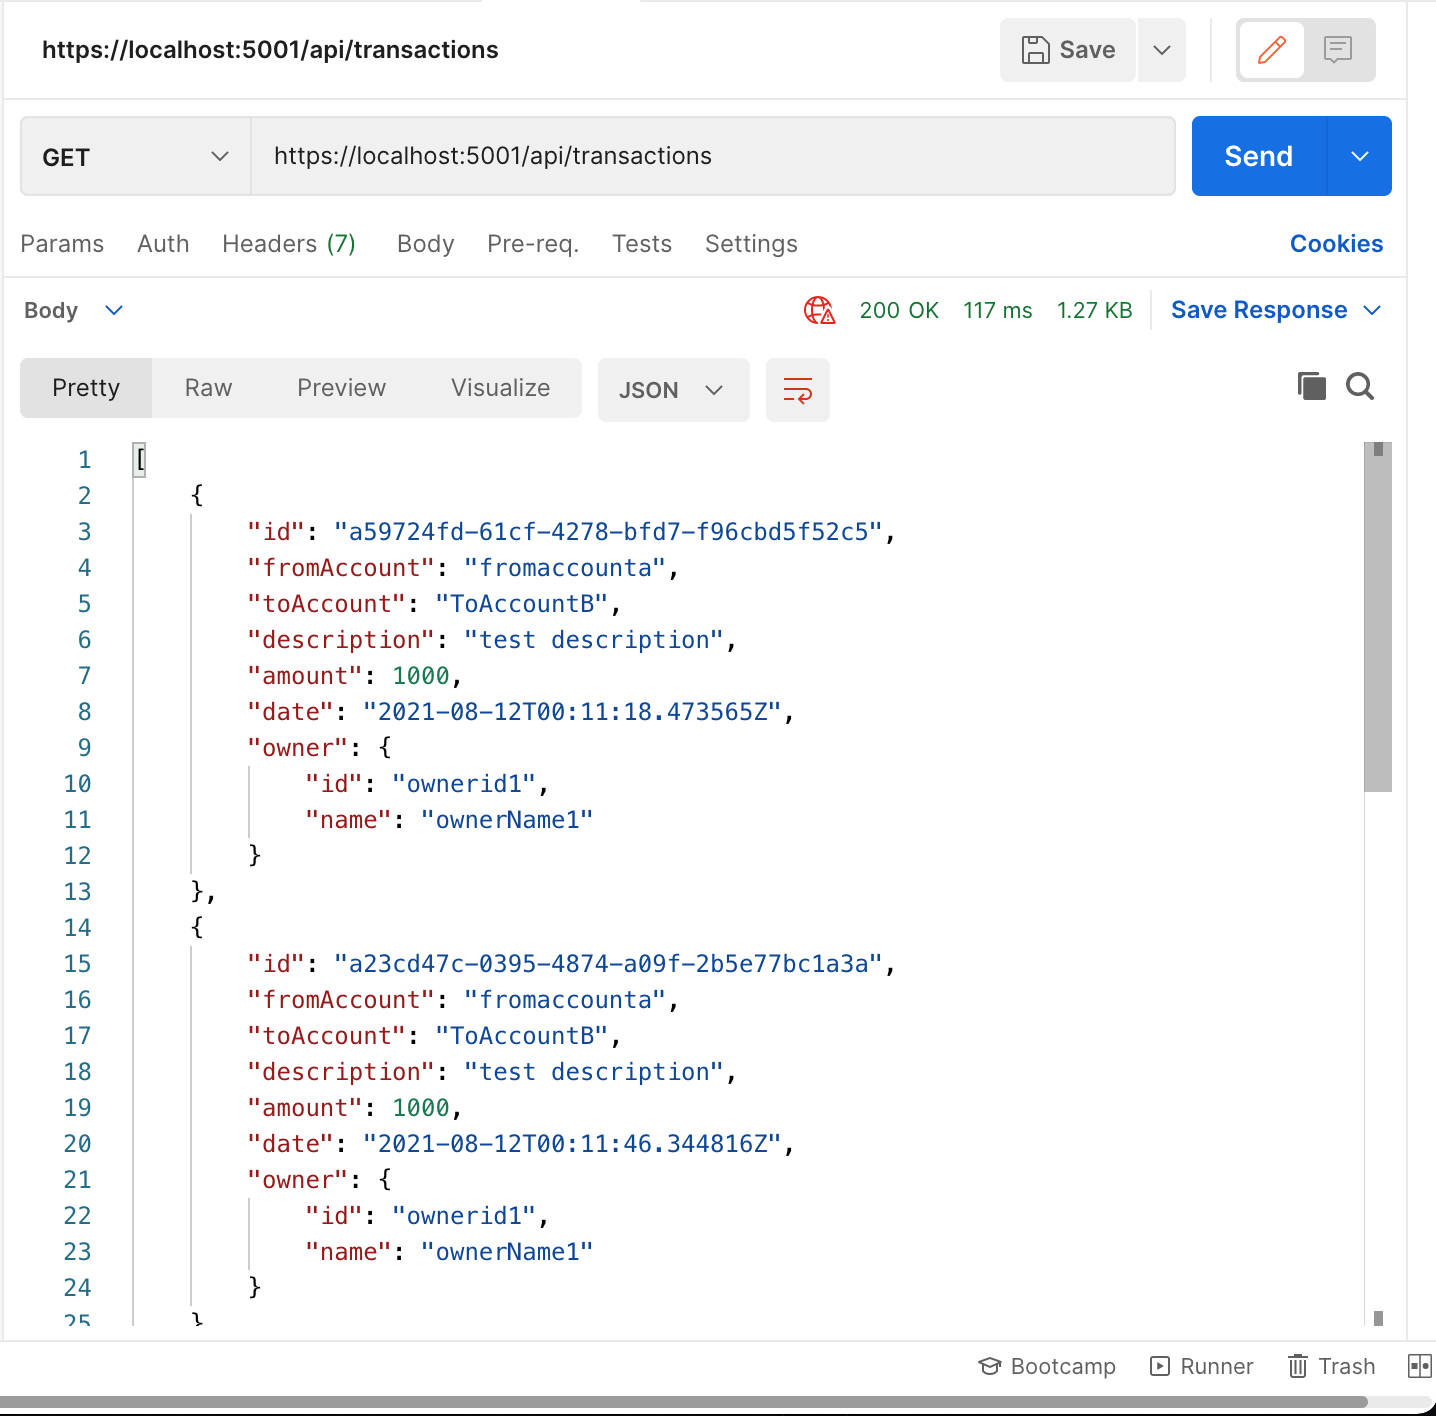 https://localhost:5001/api/transactions Save
GET https://localhost:5001/api/transactions Send
Params Auth Headers (7) Body Pre-req. Tests Settings Cookies
Body 200 OK 117 ms 1.27 KB Save Response
Pretty Raw Preview Visualize JSON
1 [
2 {
3 "id": "a59724fd-61cf-4278-bfd7-f96cbd5f52c5",
4 "fromAccount": "fromaccounta",
5 "toAccount": "ToAccountB",
6 "description": "test description",
7 "amount": 1000,
8 "date": "2021-08-12T00:11:18.473565Z",
9 "owner": {
10 "id": "ownerid1",
11 "name": "ownerName1"
12 }
13 },
14 {
15 "id": "a23cd47c-0395-4874-a09f-2b5e77bc1a3a",
16 "fromAccount": "fromaccounta",
17 "toAccount": "ToAccountB",
18 "description": "test description",
19 "amount": 1000,
20 "date": "2021-08-12T00:11:46.344816Z",
21 "owner": {
22 "id": "ownerid1",
23 "name": "ownerName1"
24 }
25 }
Bootcamp Runner Trash